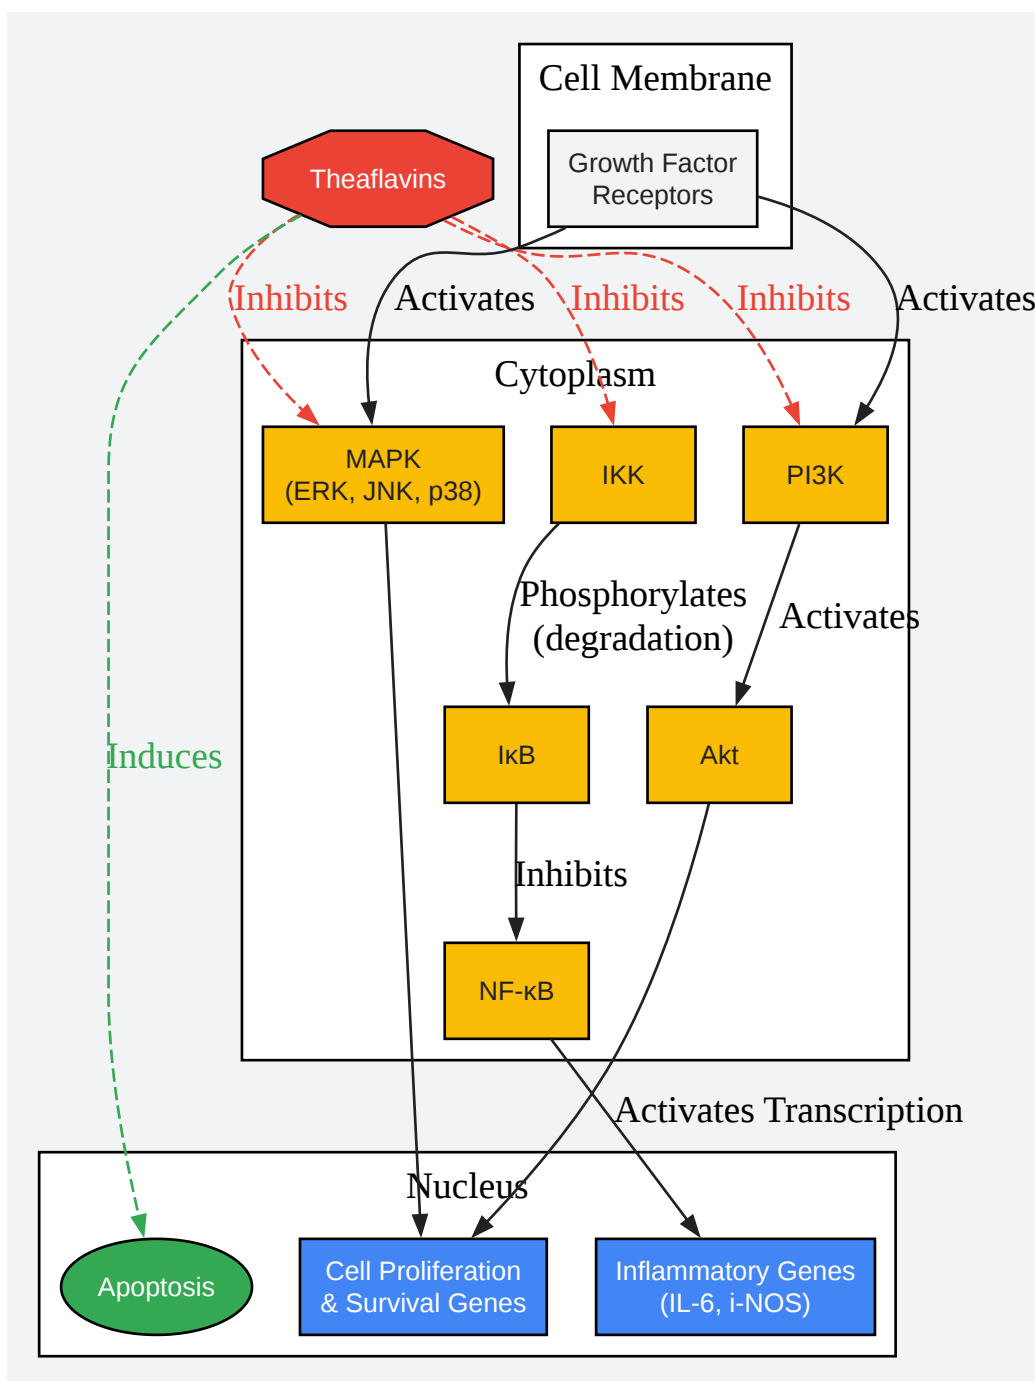 Cell Membrane
Theaflavins
Growth Factor
Receptors
Inhibits
Activates
Inhibits
Inhibits
Activates
Cytoplasm
MAPK
(ERK, JNK, p38)
IKK
PI3K
Phosphorylates
(degradation)
Activates
IκB
Akt
Induces
Inhibits
NF-κB
Activates Transcription
Nucleus
Apoptosis
Cell Proliferation
& Survival Genes
Inflammatory Genes
(IL-6, i-NOS)